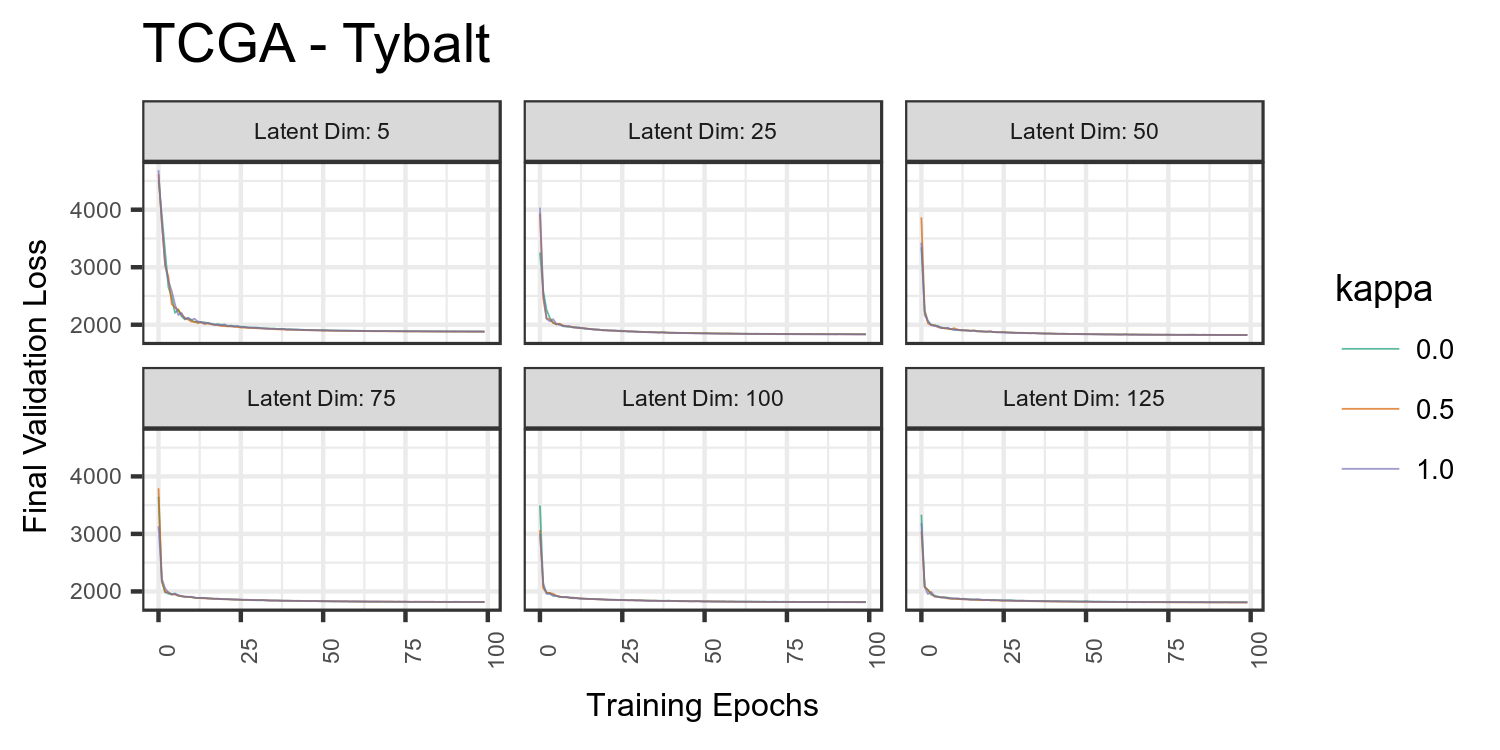 TCGA - Tybalt
Latent Dim: 5
Latent Dim: 25
Latent Dim: 50
4000
3000
2000
Latent Dim: 75
Latent Dim: 100
Latent Dim: 125
4000
3000
2000
0 25 50 75 100
0 25 50 75 100
0 25 50 75 100
Final Validation Loss
Training Epochs
kappa
0.0
0.5
1.0